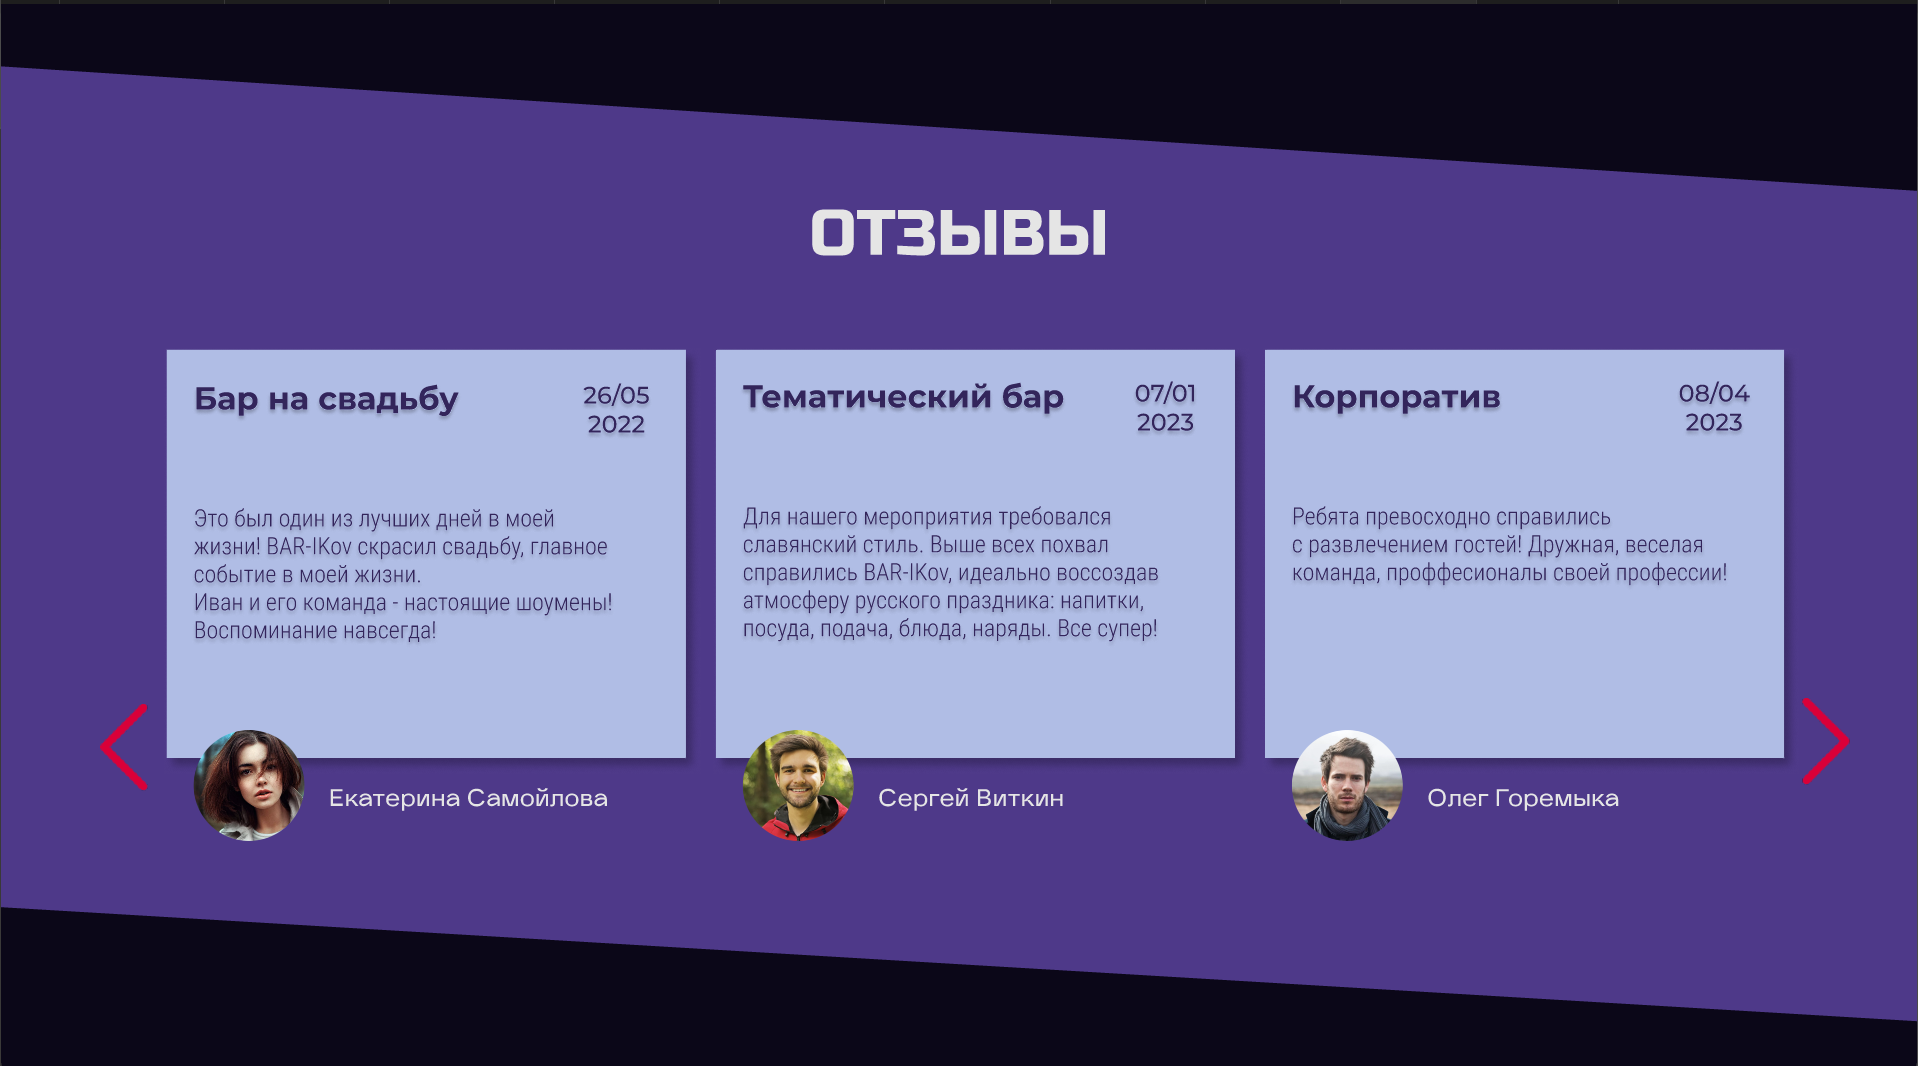 ОТЗЫВЫ
Бар на свадьбу
26/05
2022
Это был один из лучших дней в моей
жизни! BAR-IKov скрасил свадьбу, главное
событие в моей жизни.
Иван и его команда - настоящие шоумены!
Воспоминание навсегда!
Екатерина Самойлова
Тематический бар
07/01
2023
Для нашего мероприятия требовался
славянский стиль. Выше всех похвал
справились BAR-IKov, идеально воссоздав
атмосферу русского праздника: напитки,
посуда, подача, блюда, наряды. Все супер!
Сергей Виткин
Корпоратив
08/04
2023
Ребята превосходно справились
с развлечением гостей! Дружная, веселая
команда, проффесионалы своей профессии!
Олег Горемыка